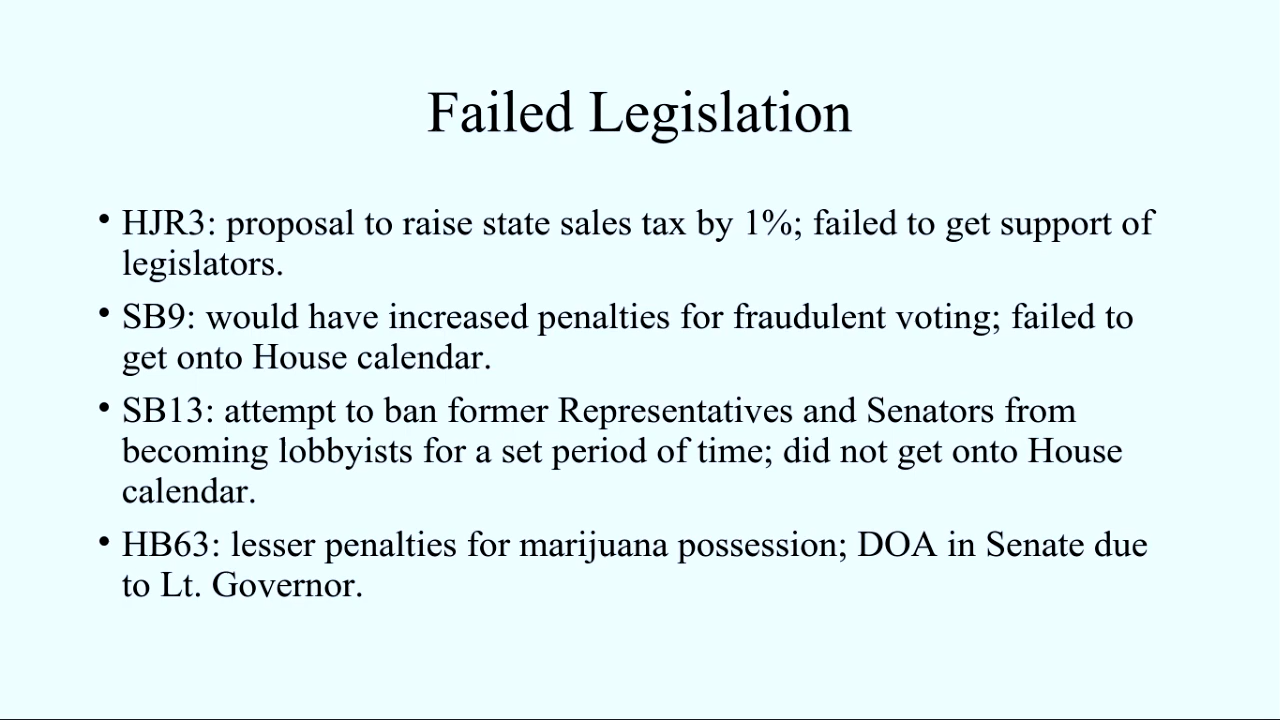 Failed Legislation
• HJR3: proposal to raise state sales tax by 1%; failed to get support of
legislators.
• SB9: would have increased penalties for fraudulent voting; failed to
get onto House calendar.
• SB13: attempt to ban former Representatives and Senators from
becoming lobbyists for a set period of time; did not get onto House
calendar.
• HB63: lesser penalties for marijuana possession; DOA in Senate due
to Lt. Governor.